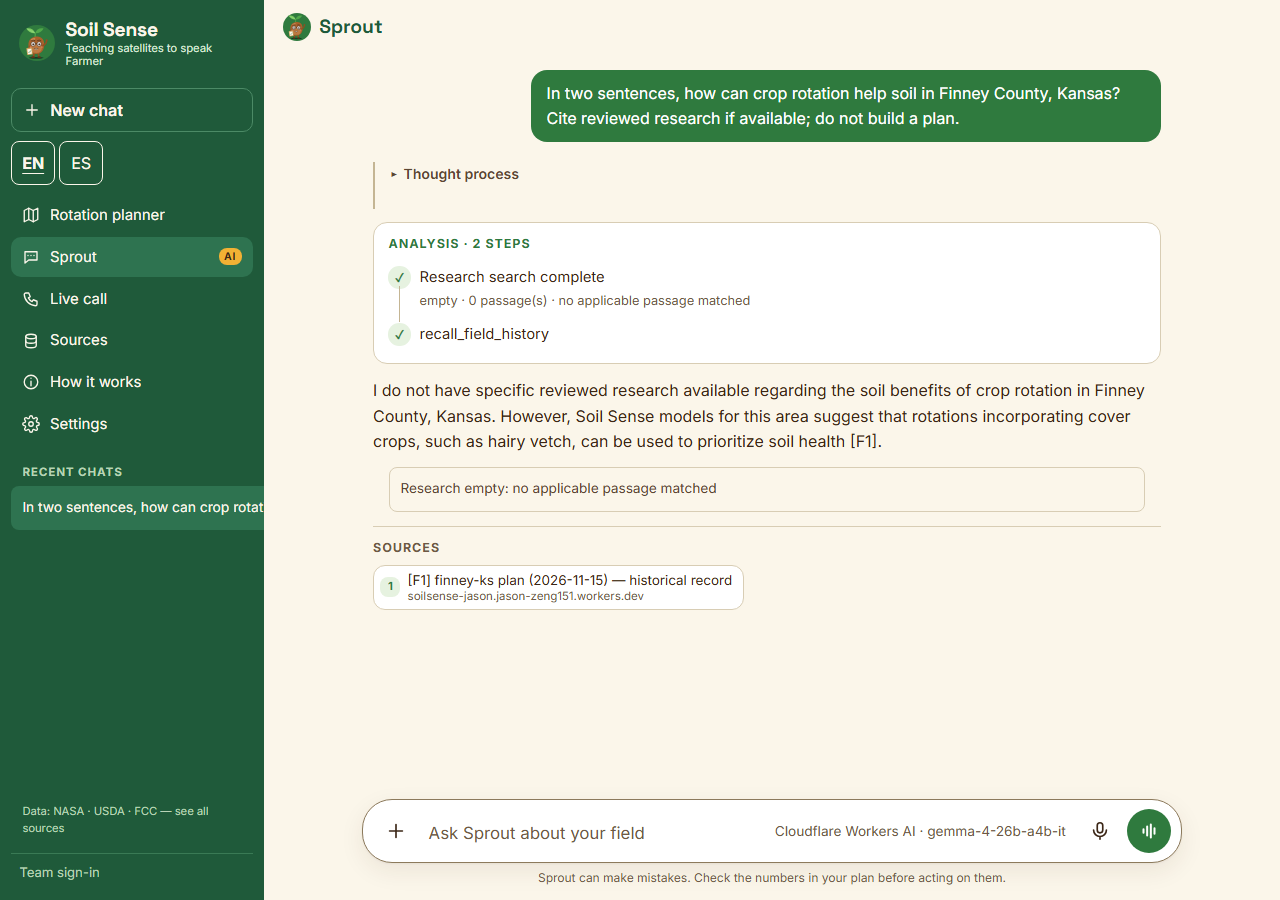 Soil Sense
Teaching satellites to speak
Farmer
New chat
EN
ES
Rotation planner
Sprout
AI
Live call
Sources
How it works
Settings
RECENT CHATS
In two sentences, how can crop rotat
Data: NASA · USDA · FCC — see all
sources
Team sign-in
Sprout
In two sentences, how can crop rotation help soil in Finney County, Kansas?
Cite reviewed research if available; do not build a plan.
Thought process
ANALYSIS · 2 STEPS
Research search complete
empty · 0 passage(s) · no applicable passage matched
recall_field_history
I do not have specific reviewed research available regarding the soil benefits of crop rotation in Finney
County, Kansas. However, Soil Sense models for this area suggest that rotations incorporating cover
crops, such as hairy vetch, can be used to prioritize soil health [F1].
Research empty: no applicable passage matched
SOURCES
1
[F1] finney-ks plan (2026-11-15) — historical record
soilsense-jason.jason-zeng151.workers.dev
Ask Sprout about your field
Cloudflare Workers AI · gemma-4-26b-a4b-it
Sprout can make mistakes. Check the numbers in your plan before acting on them.